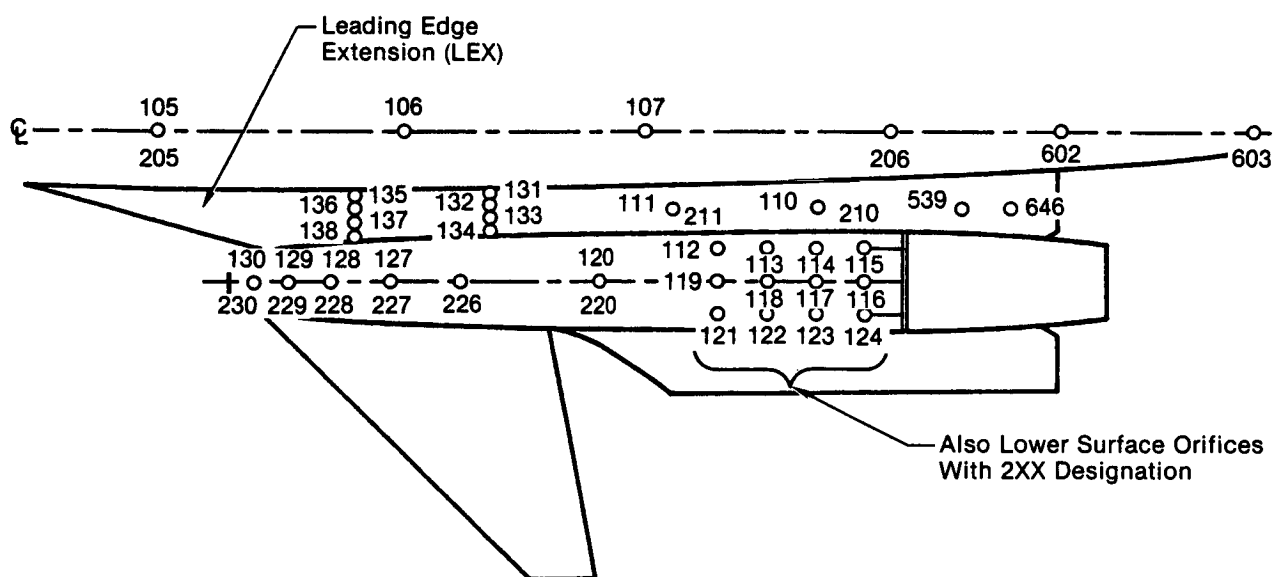 Leading Edge
Extension (LEX)
105 106 107
℄
205 206 602 603
131
136 135 132
137 133 111 110 539 646
211 210
138 134
112
130 129 128 127 120
119 113 114 115
230 229 228 227 226 220 118 117 116
121 122 123 124
Also Lower Surface Orifices
With 2XX Designation